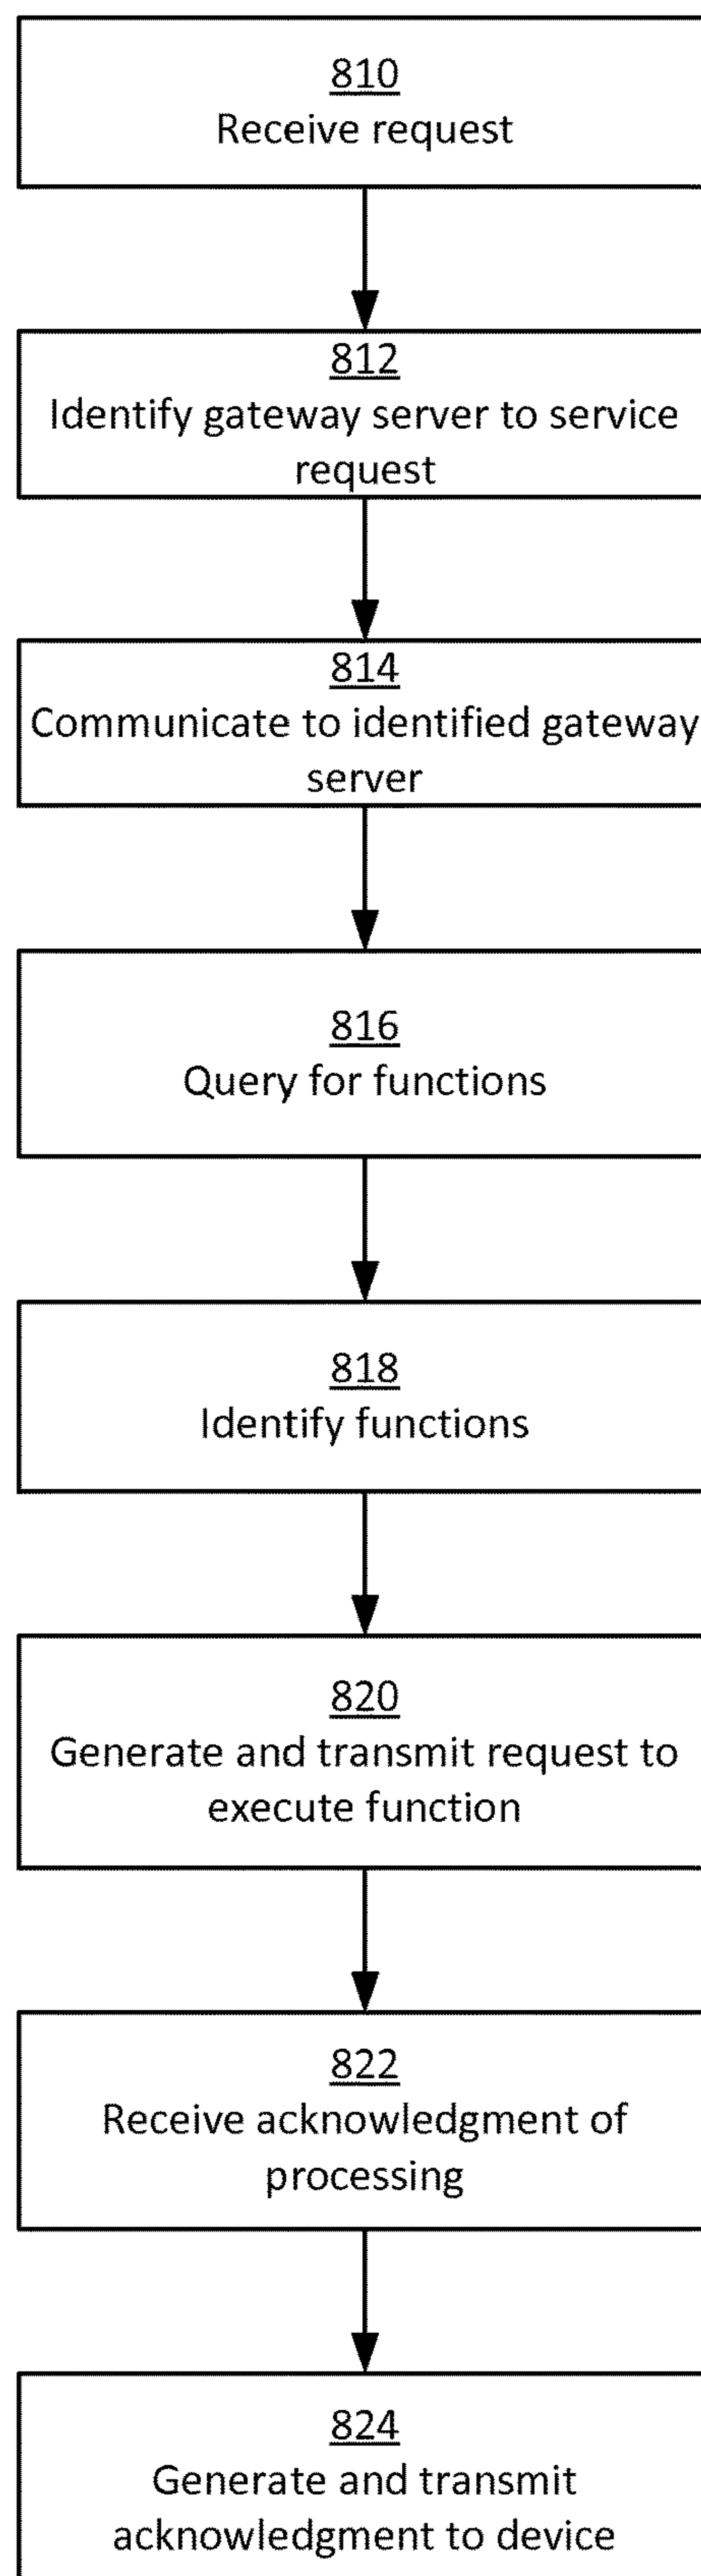 810
Receive request
812
Identify gateway server to service
request
814
Communicate to identified gateway
server
816
Query for functions
818
Identify functions
820
Generate and transmit request to
execute function
822
Receive acknowledgment of
processing
824
Generate and transmit
acknowledgment to device